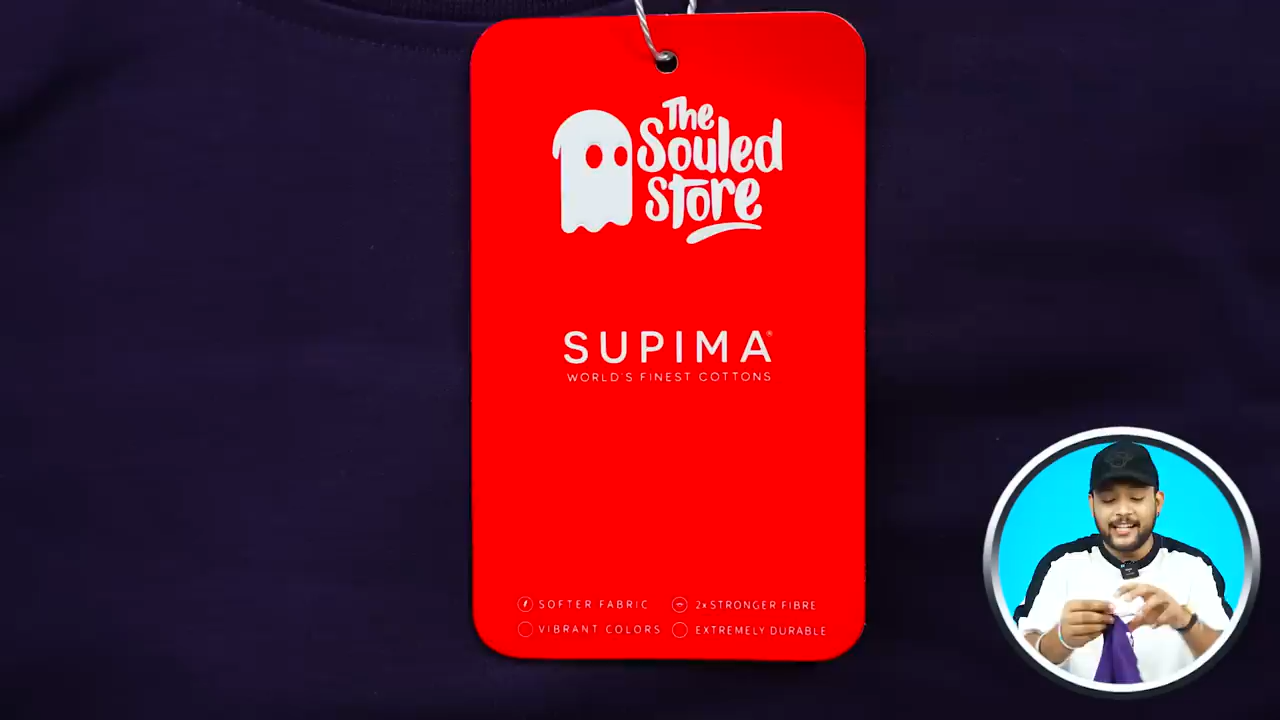 The
Souled
Store
SUPIMA®
WORLD'S FINEST COTTONS
SOFTER FABRIC
2x STRONGER FIBRE
VIBRANT COLORS
EXTREMELY DURABLE